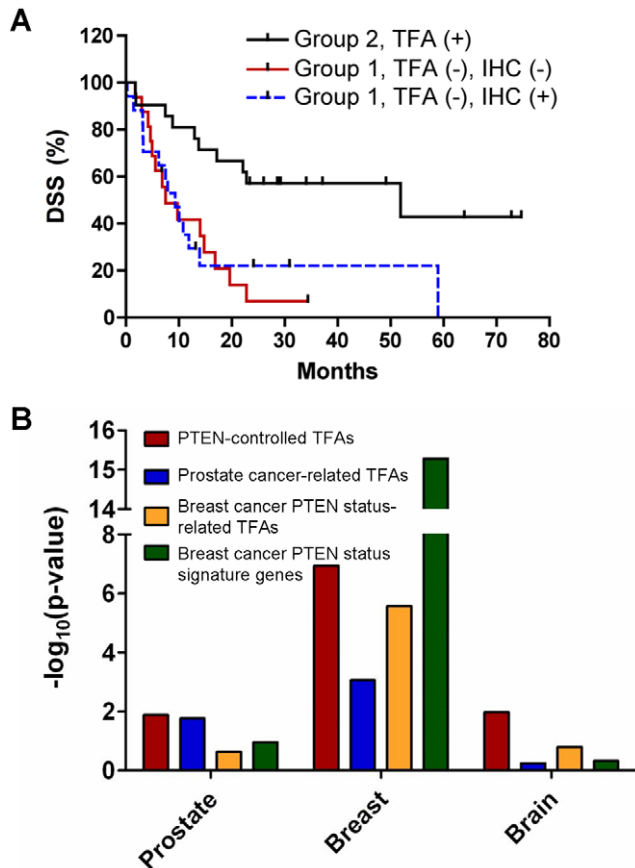 A
120
100
80
60
40
20
0
DSS (%)
Group 2, TFA (+)
Group 1, TFA (-), IHC (-)
Group 1, TFA (-), IHC (+)
0 10 20 30 40 50 60 70 80
Months
B
16
15
14
8
6
4
2
0
-log10(p-value)
PTEN-controlled TFAs
Prostate cancer-related TFAs
Breast cancer PTEN status-
related TFAs
Breast cancer PTEN status
signature genes
Prostate
Breast
Brain